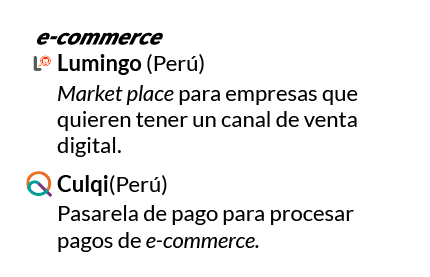 e-commerce
Lumingo (Perú)
Market place para empresas que
quieren tener un canal de venta
digital.
Culqi(Perú)
Pasarela de pago para procesar
pagos de e-commerce.